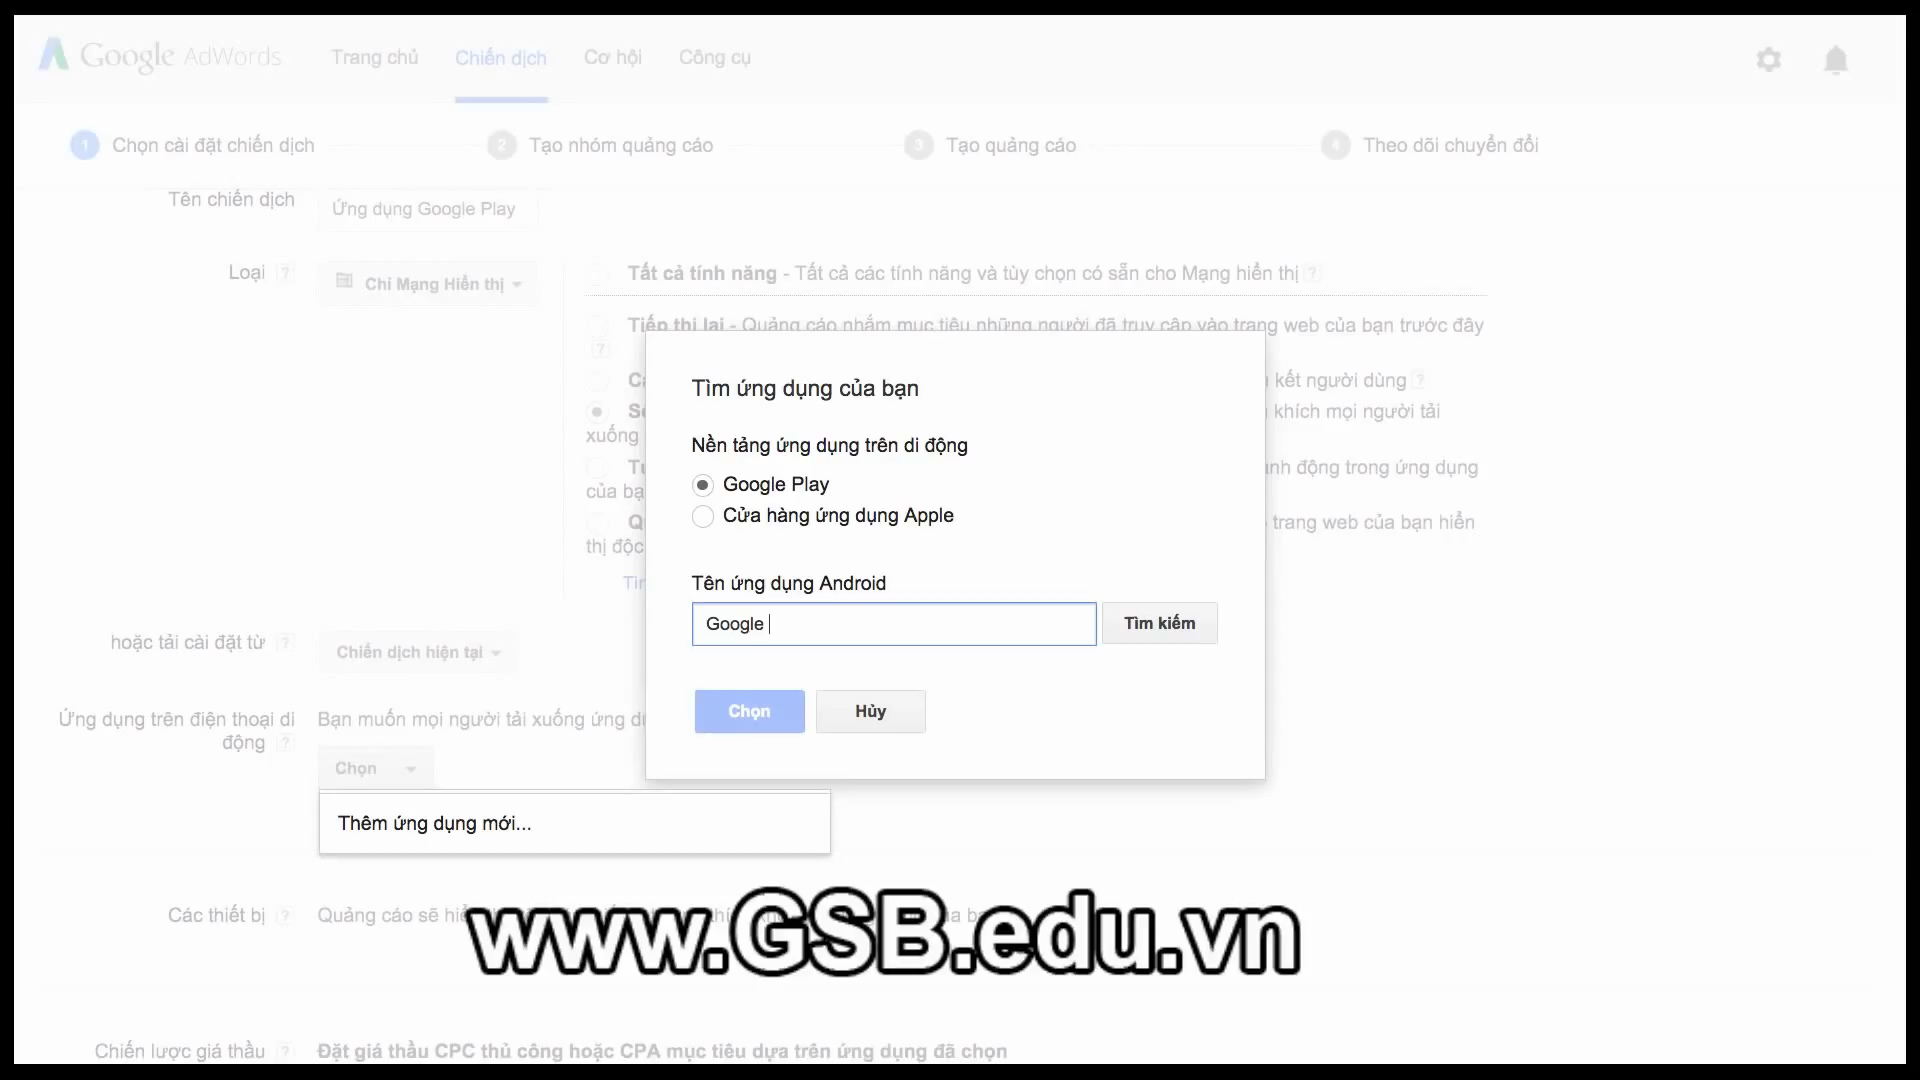 Google AdWords Trang chủ Chiến dịch Cơ hội Công cụ
1 Chọn cài đặt chiến dịch 2 Tạo nhóm quảng cáo 3 Tạo quảng cáo 4 Theo dõi chuyển đổi
Tên chiến dịch Ứng dụng Google Play
Loại ? Chỉ Mạng Hiển thị
Tất cả tính năng - Tất cả các tính năng và tùy chọn có sẵn cho Mạng hiển thị ?
Tiếp thị lại - Quảng cáo nhắm mục tiêu những người đã truy cập vào trang web của bạn trước đây
?
kết người dùng ?
khích mọi người tải
xuống
động trong ứng dụng
của
trang web của bạn hiển
thị độc
Tìm ứng dụng của bạn
Nền tảng ứng dụng trên di động
Google Play
Cửa hàng ứng dụng Apple
Tên ứng dụng Android
Google Tìm kiếm
Chọn Hủy
hoặc tải cài đặt từ ? Chiến dịch hiện tại
Ứng dụng trên điện thoại di
động ?
Bạn muốn mọi người tải xuống ứng
Chọn
Thêm ứng dụng mới...
Các thiết bị ? Quảng cáo sẽ
www.GSB.edu.vn
Chiến lược giá thầu ? Đặt giá thầu CPC thủ công hoặc CPA mục tiêu dựa trên ứng dụng đã chọn